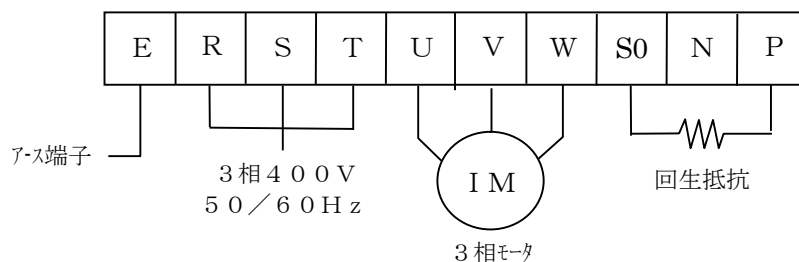 E R S T U V W S0 N P
ｱｰｽ端子
３相４００V
５０／６０Hz
IM
３相ﾓｰﾀ
回生抵抗